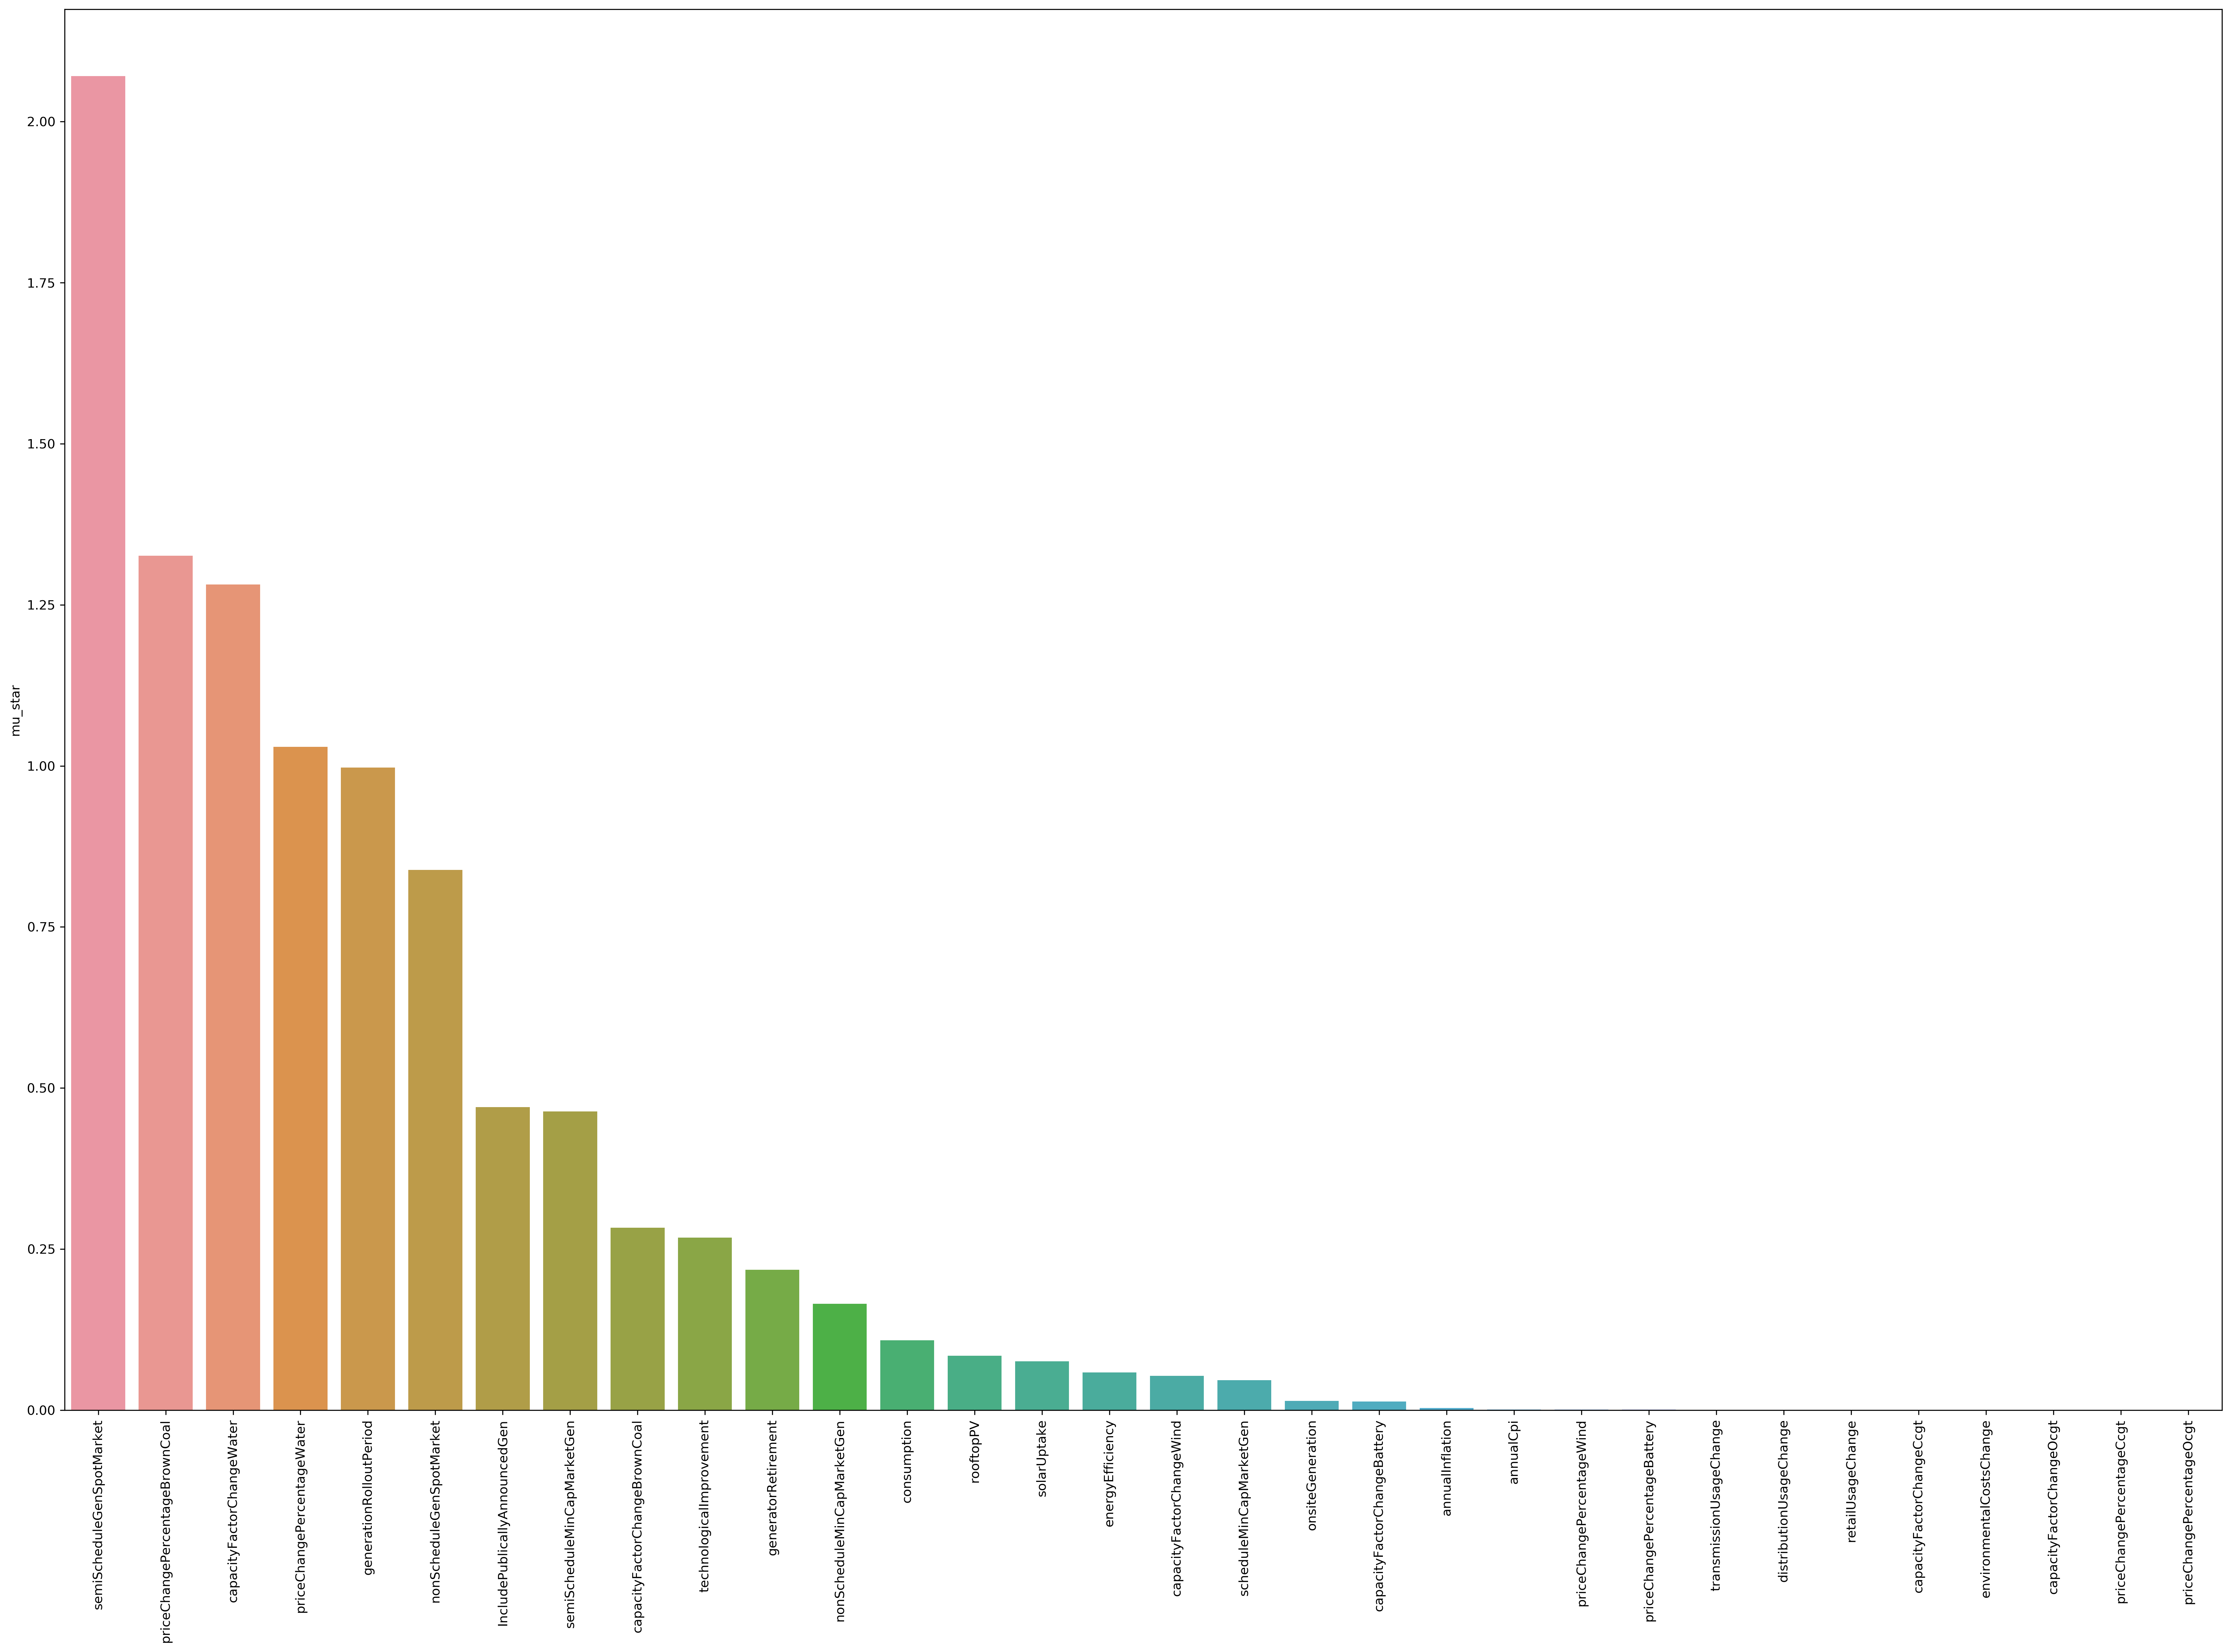 mu_star
2.00
1.75
1.50
1.25
1.00
0.75
0.50
0.25
0.00
semiScheduleGenSpotMarket
priceChangePercentageBrownCoal
capacityFactorChangeWater
priceChangePercentageWater
generationRolloutPeriod
nonScheduleGenSpotMarket
IncludePublicallyAnnouncedGen
semiScheduleMinCapMarketGen
capacityFactorChangeBrownCoal
technologicalImprovement
generatorRetirement
nonScheduleMinCapMarketGen
consumption
rooftopPV
solarUptake
energyEfficiency
capacityFactorChangeWind
scheduleMinCapMarketGen
onsiteGeneration
capacityFactorChangeBattery
annualInflation
annualCpi
priceChangePercentageWind
priceChangePercentageBattery
transmissionUsageChange
distributionUsageChange
retailUsageChange
capacityFactorChangeCcgt
environmentalCostsChange
capacityFactorChangeOcgt
priceChangePercentageCcgt
priceChangePercentageOcgt